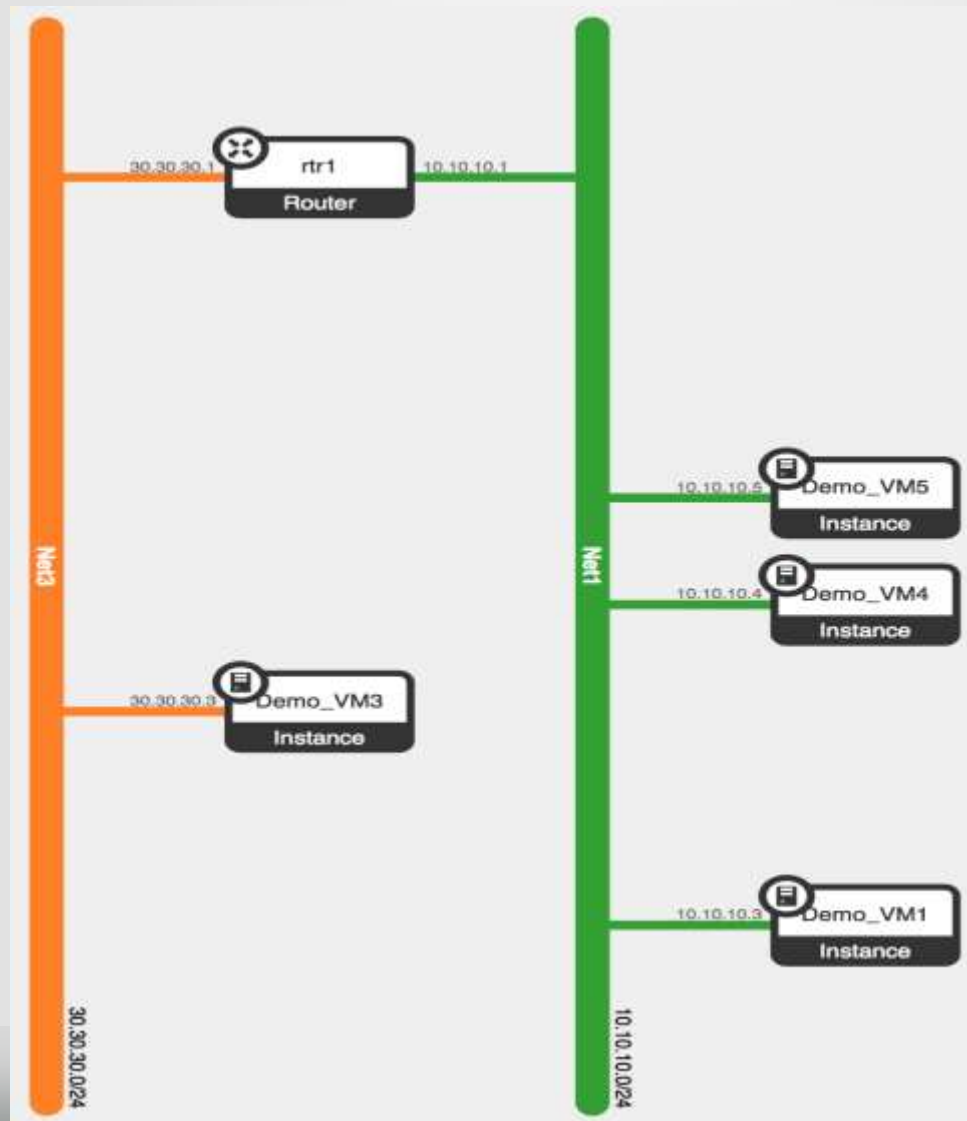 30.30.30.1
rtr1
Router
10.10.10.1
10.10.10.5
Demo_VM5
Instance
Net3
Net1
10.10.10.4
Demo_VM4
Instance
30.30.30.3
Demo_VM3
Instance
10.10.10.3
Demo_VM1
Instance
30.30.30.0/24
10.10.10.0/24